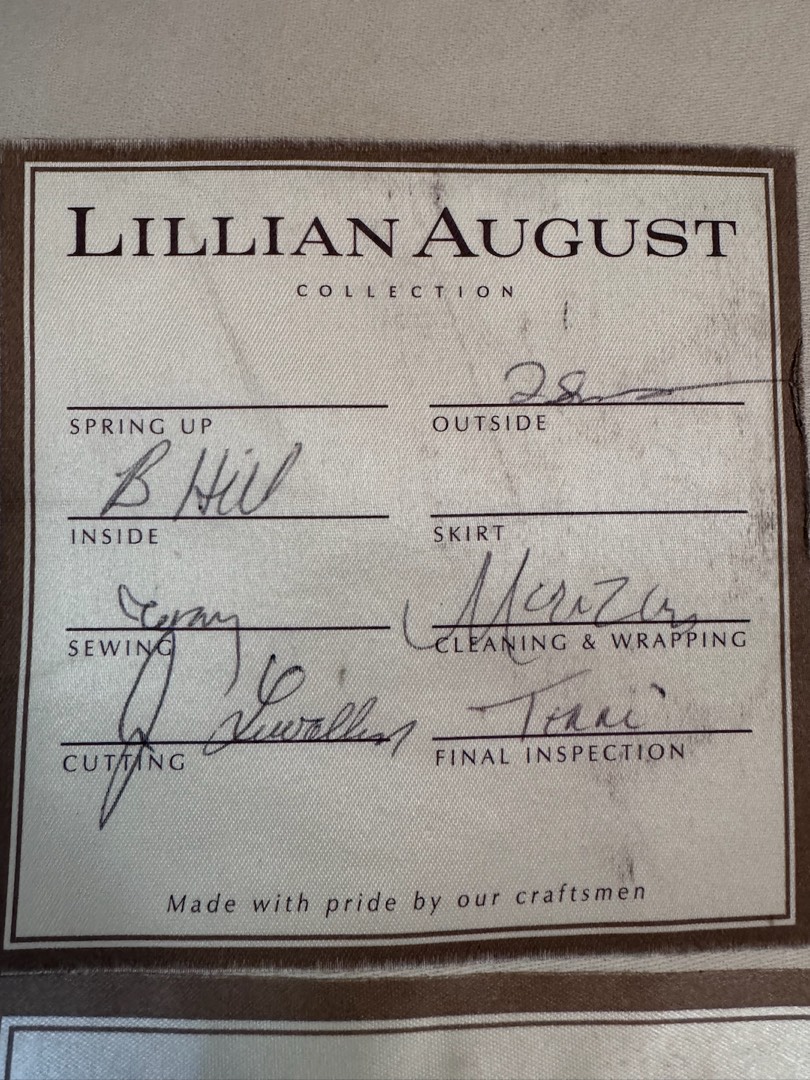 LILLIAN AUGUST
COLLECTION
SPRING UP
OUTSIDE
B Hill
INSIDE
SKIRT
SEWING
CLEANING & WRAPPING
J Lewallen
Terri
CUTTING
FINAL INSPECTION
Made with pride by our craftsmen